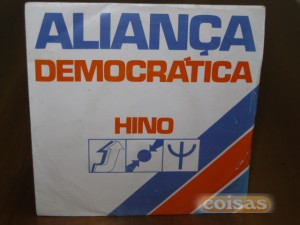 ALIANÇA
DEMOCRÁTICA
HINO
coisas